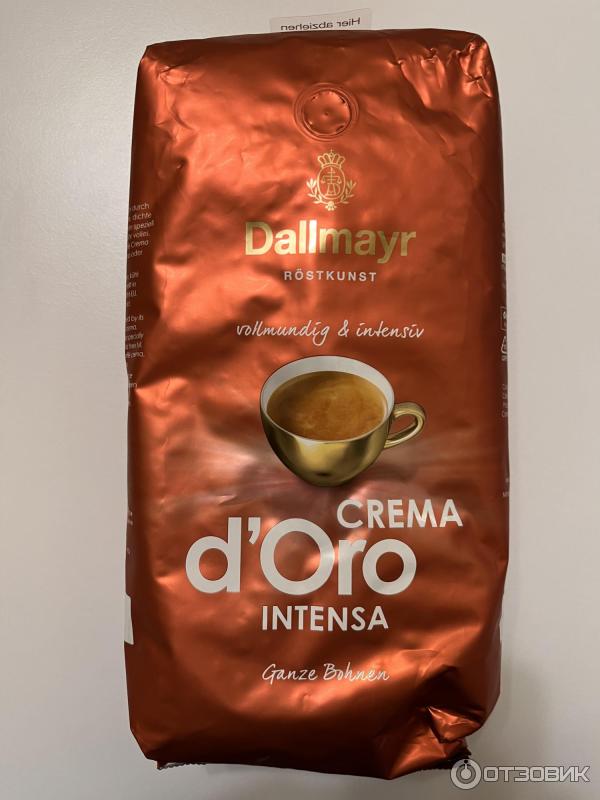 Hier abziehen
Dallmayr
RÖSTKUNST
vollmundig & intensiv
CREMA
d'Oro
INTENSA
Ganze Bohnen
ОТЗОВИК